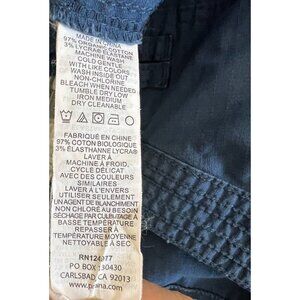 MADE IN CHINA
97% ORGANIC COTTON
3% LYCRA® ELASTANE
MACHINE WASH
COLD GENTLE
WITH LIKE COLORS
WASH INSIDE OUT
NON-CHLORINE
BLEACH WHEN NEEDED
TUMBLE DRY LOW
IRON MEDIUM
DRY CLEANABLE
FABRIQUÉ EN CHINE
97% COTON BIOLOGIQUE
3% ÉLASTHANNE LYCRA®
LAVER À
MACHINE À FROID,
CYCLE DÉLICAT
AVEC DES COULEURS
SIMILAIRES
LAVER À L'ENVERS
UTILISER SEULEMENT
UN AGENT DE BLANCHIMENT
NON CHLORÉ AU BESOIN
SÉCHAGE PAR CULBUTAGE À
BASSE TEMPÉRATURE
REPASSER À
TEMPÉRATURE MOYENNE
NETTOYABLE À SEC
RN124977
PO BOX 130430
CARLSBAD, CA 92013
www.prana.com